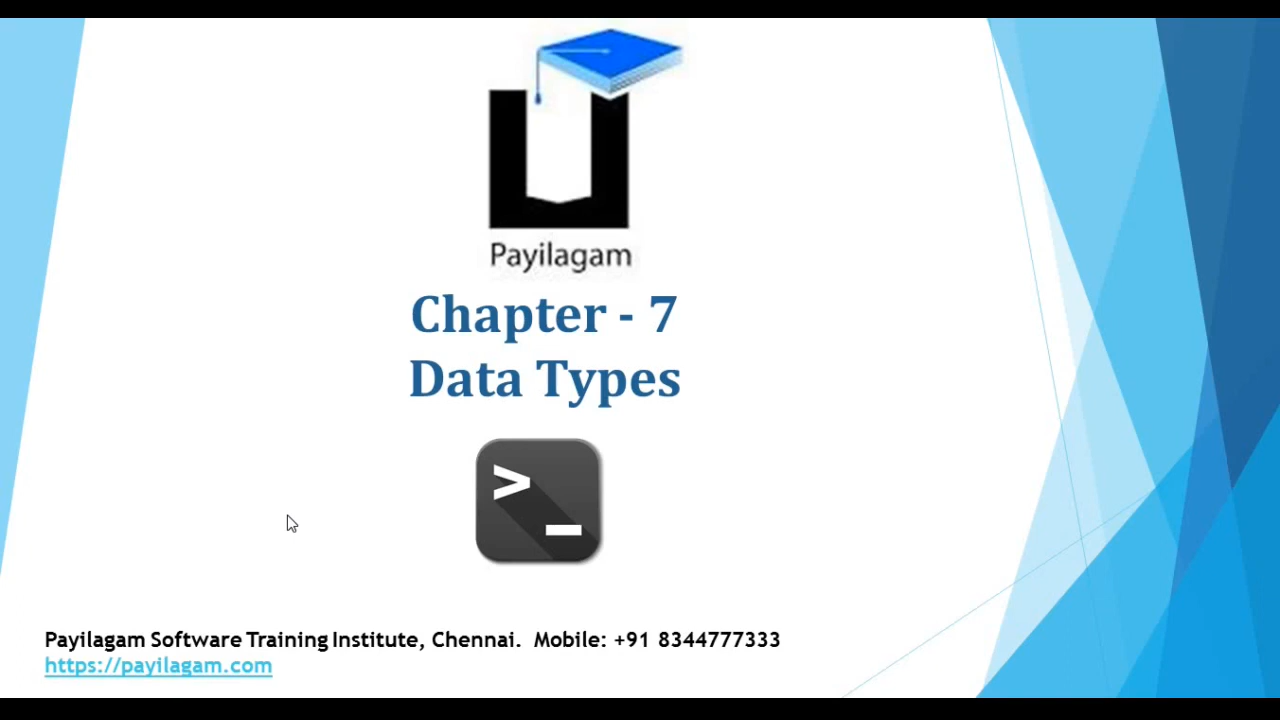 Payilagam
Chapter - 7
Data Types
>_
Payilagam Software Training Institute, Chennai. Mobile: +91 8344777333
https://payilagam.com